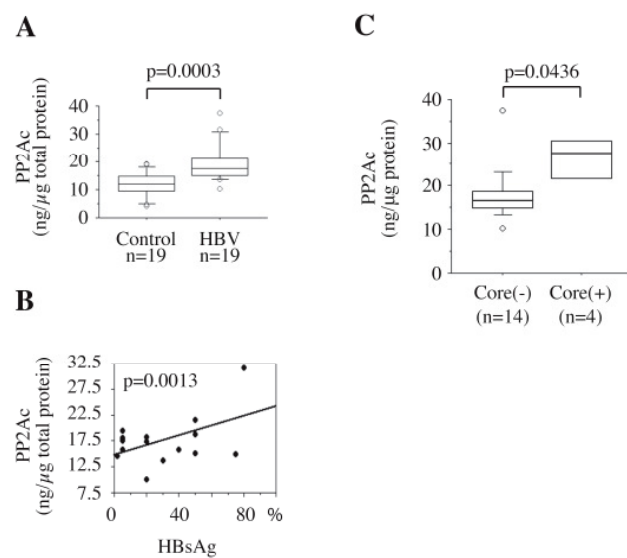 A
p=0.0003
PP2Ac
(ng/µg total protein)
40
30
20
10
0
Control
n=19
HBV
n=19
B
p=0.0013
PP2Ac
(ng/µg total protein)
32.5
27.5
22.5
17.5
12.5
7.5
0
40
80
%
HBsAg
C
p=0.0436
PP2Ac
(ng/µg protein)
40
30
20
10
0
Core(-)
(n=14)
Core(+)
(n=4)